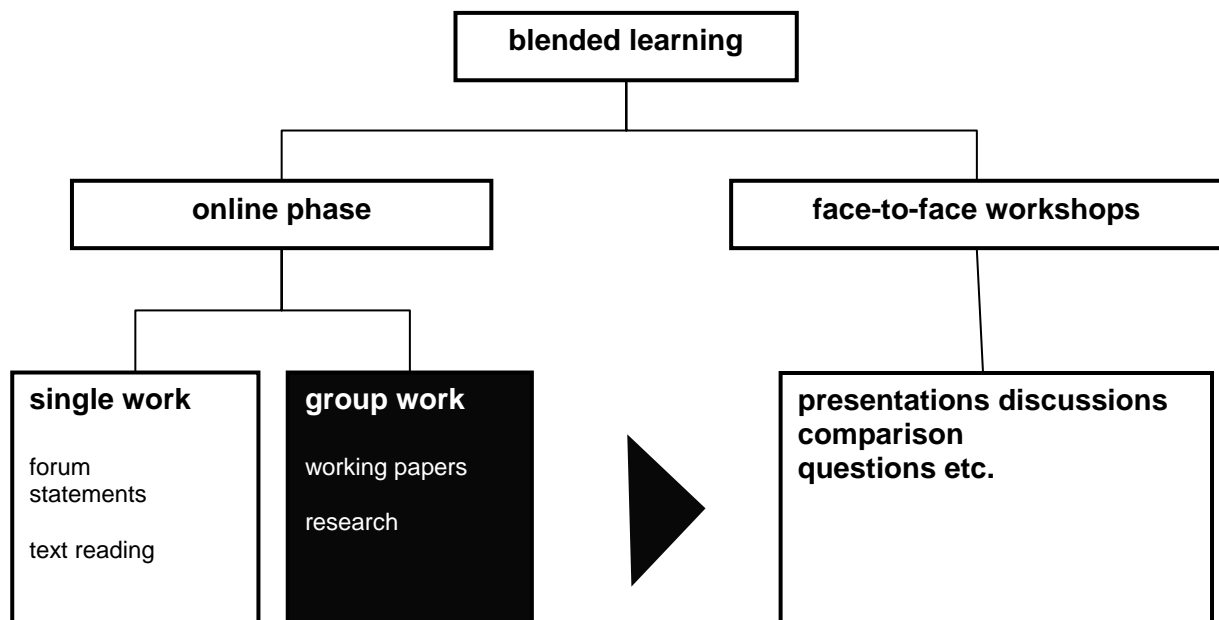 blended learning
online phase
face-to-face workshops
single work
forum
statements
text reading
group work
working papers
research
presentations discussions
comparison
questions etc.